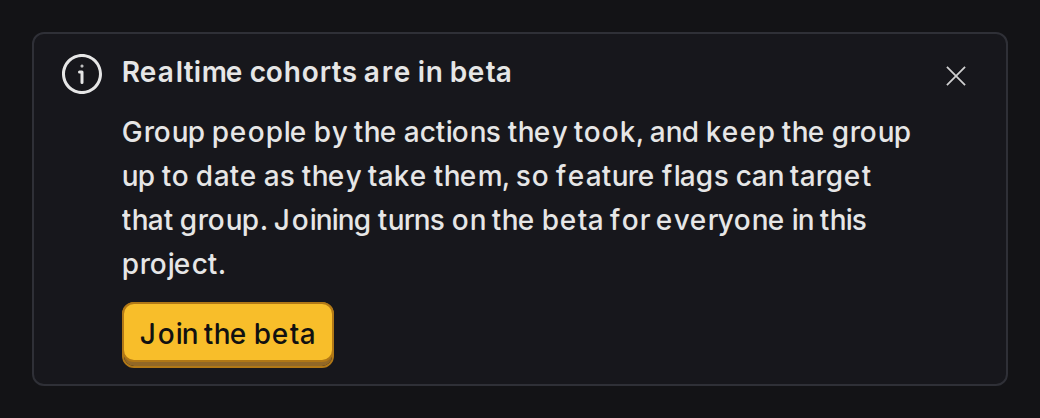 Realtime cohorts are in beta
Group people by the actions they took, and keep the group
up to date as they take them, so feature flags can target
that group. Joining turns on the beta for everyone in this
project.
Join the beta